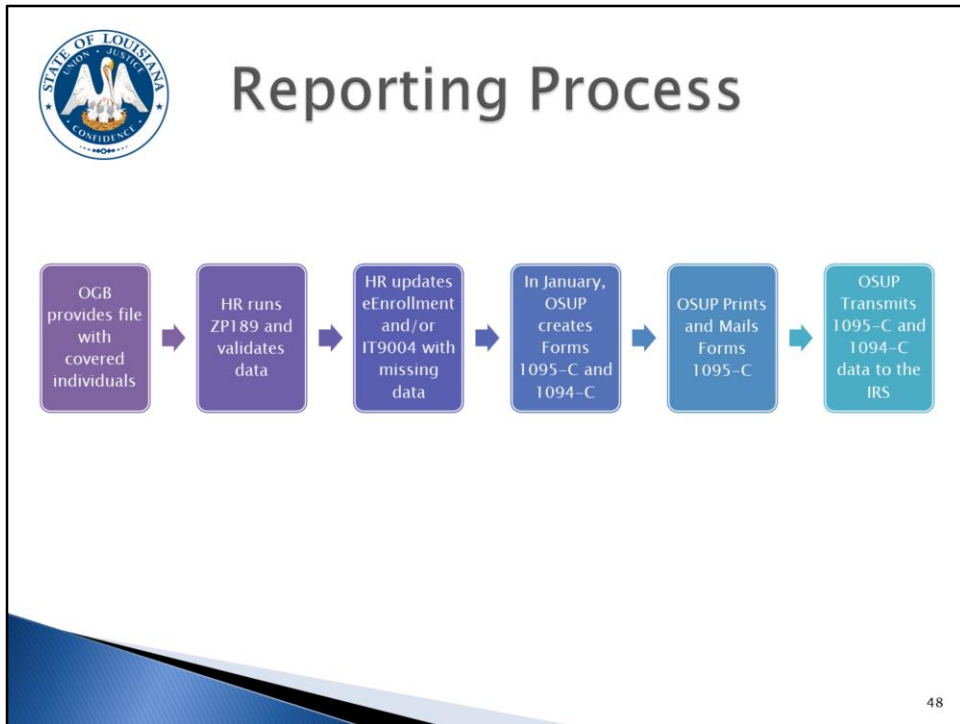 STATE OF LOUISIANA
UNION · JUSTICE
CONFIDENCE
Reporting Process
OGB
provides file
with
covered
individuals
HR runs
ZP189 and
validates
data
HR updates
eEnrollment
and/or
IT9004 with
missing
data
In January,
OSUP
creates
Forms
1095-C and
1094-C
OSUP Prints
and Mails
Forms
1095-C
OSUP
Transmits
1095-C and
1094-C
data to the
IRS
48